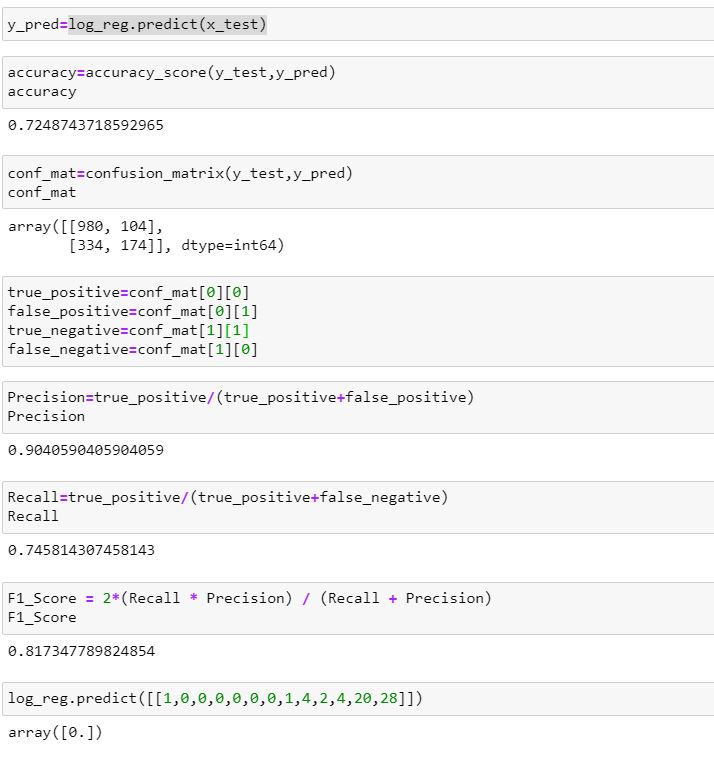 y_pred=log_reg.predict(x_test)
accuracy=accuracy_score(y_test,y_pred)
accuracy
0.7248743718592965
conf_mat=confusion_matrix(y_test,y_pred)
conf_mat
array([[980, 104],
       [334, 174]], dtype=int64)
true_positive=conf_mat[0][0]
false_positive=conf_mat[0][1]
true_negative=conf_mat[1][1]
false_negative=conf_mat[1][0]
Precision=true_positive/(true_positive+false_positive)
Precision
0.9040590405904059
Recall=true_positive/(true_positive+false_negative)
Recall
0.745814307458143
F1_Score = 2*(Recall * Precision) / (Recall + Precision)
F1_Score
0.817347789824854
log_reg.predict([[1,0,0,0,0,0,0,1,4,2,4,20,28]])
array([0.])